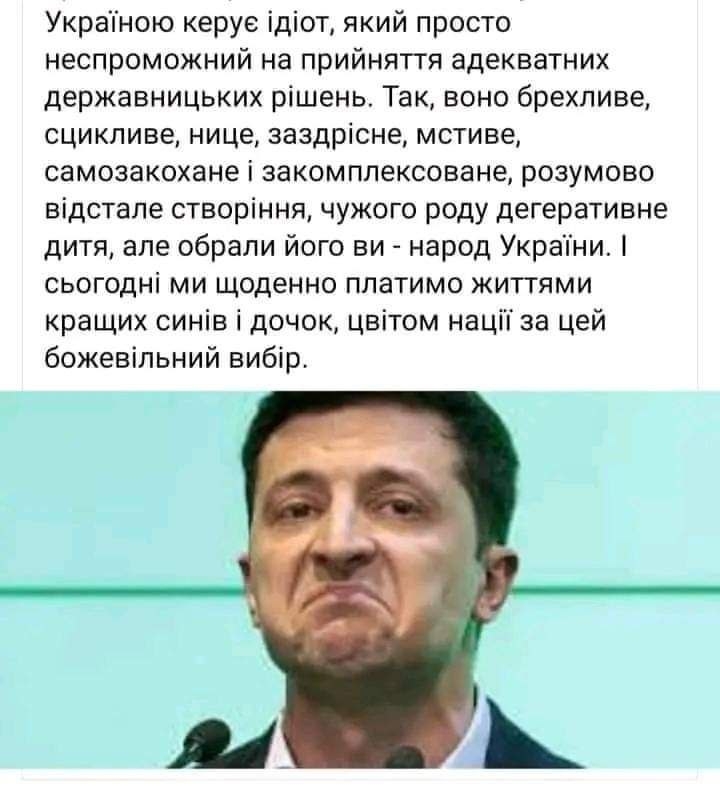 Україною керує ідіот, який просто
неспроможний на прийняття адекватних
державницьких рішень. Так, воно брехливе,
сцикливе, нице, заздрісне, мстиве,
самозакохане і закомплексоване, розумово
відстале створіння, чужого роду дегеративне
дитя, але обрали його ви - народ України. І
сьогодні ми щоденно платимо життями
кращих синів і дочок, цвітом нації за цей
божевільний вибір.